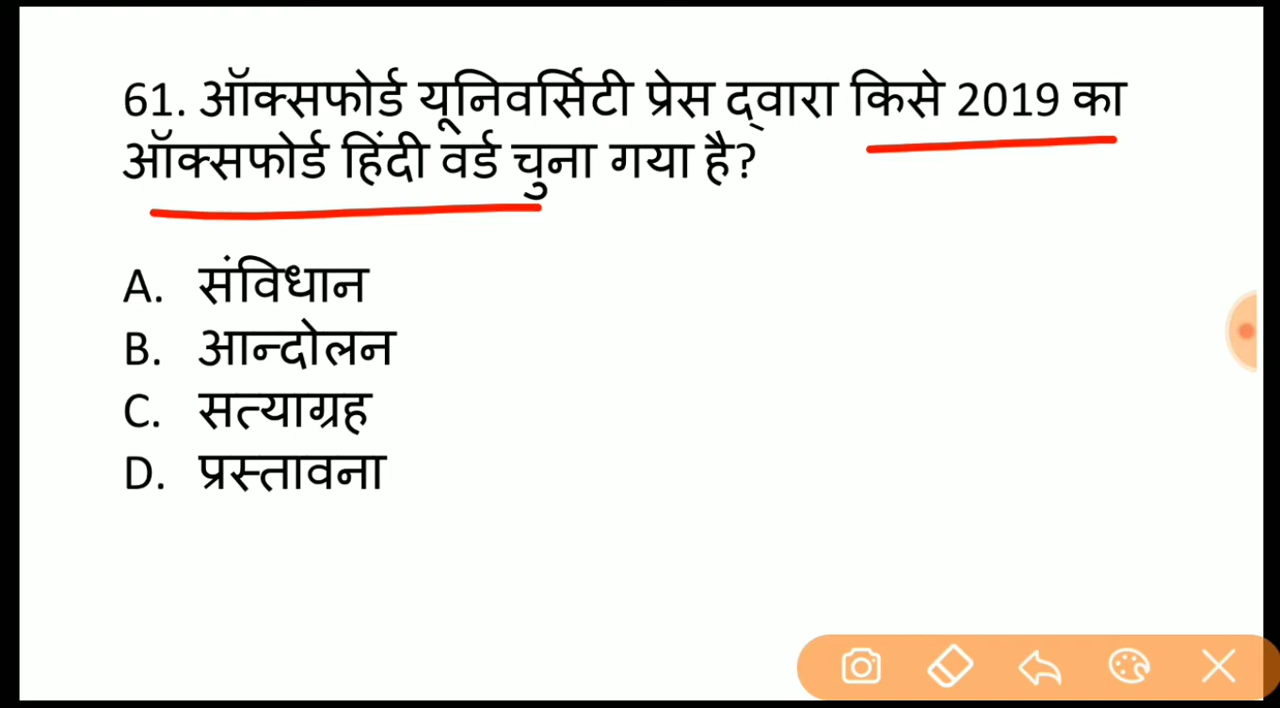 61. ऑक्सफोर्ड यूनिवर्सिटी प्रेस द्वारा किसे 2019 का
ऑक्सफोर्ड हिंदी वर्ड चुना गया है?
A. संविधान
B. आन्दोलन
C. सत्याग्रह
D. प्रस्तावना